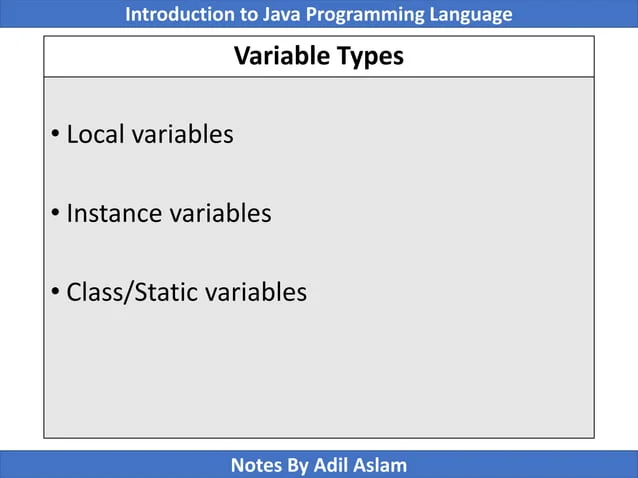 Introduction to Java Programming Language
Variable Types
• Local variables
• Instance variables
• Class/Static variables
Notes By Adil Aslam